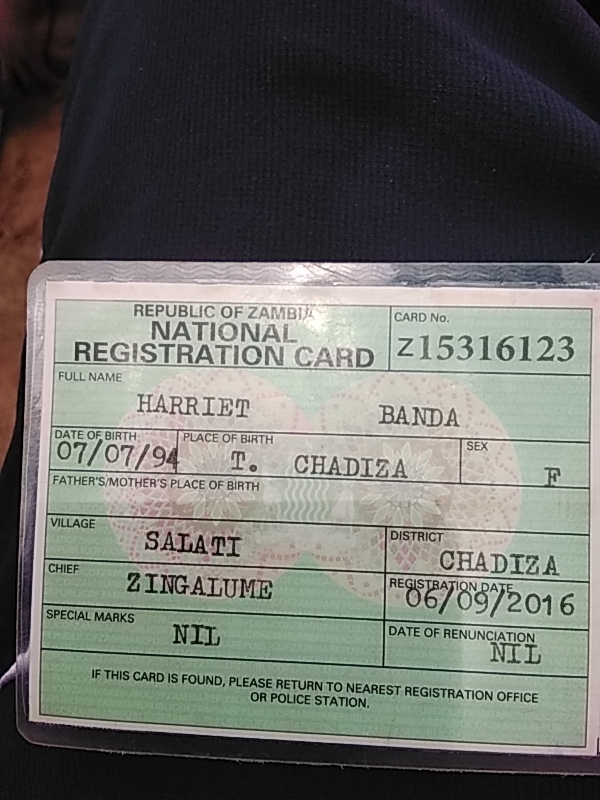 REPUBLIC OF ZAMBIA
NATIONAL
REGISTRATION CARD
CARD No.
Z15316123
FULL NAME
HARRIET BANDA
DATE OF BIRTH
07/07/94
PLACE OF BIRTH
T. CHADIZA
SEX
F
FATHER'S/MOTHER'S PLACE OF BIRTH
VILLAGE
SALATI
DISTRICT
CHADIZA
CHIEF
ZINGALUME
REGISTRATION DATE
06/09/2016
SPECIAL MARKS
NIL
DATE OF RENUNCIATION
NIL
IF THIS CARD IS FOUND, PLEASE RETURN TO NEAREST REGISTRATION OFFICE
OR POLICE STATION.